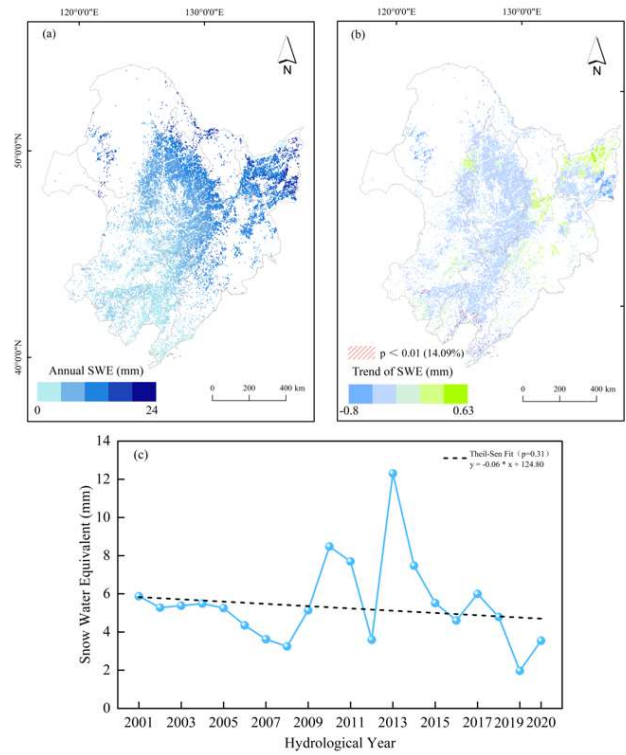 120°0'0"E
130°0'0"E
(a)
N
50°0'0"N
40°0'0"N
Annual SWE (mm)
0
24
0
200
400 km
120°0'0"E
130°0'0"E
(b)
N
p < 0.01 (14.09%)
Trend of SWE (mm)
-0.8
0.63
0
200
400 km
(c)
Theil-Sen Fit (p=0.31)
y = -0.06 * x + 124.80
Snow Water Equivalent (mm)
14
12
10
8
6
4
2
0
2001 2003 2005 2007 2009 2011 2013 2015 2017 2019 2020
Hydrological Year